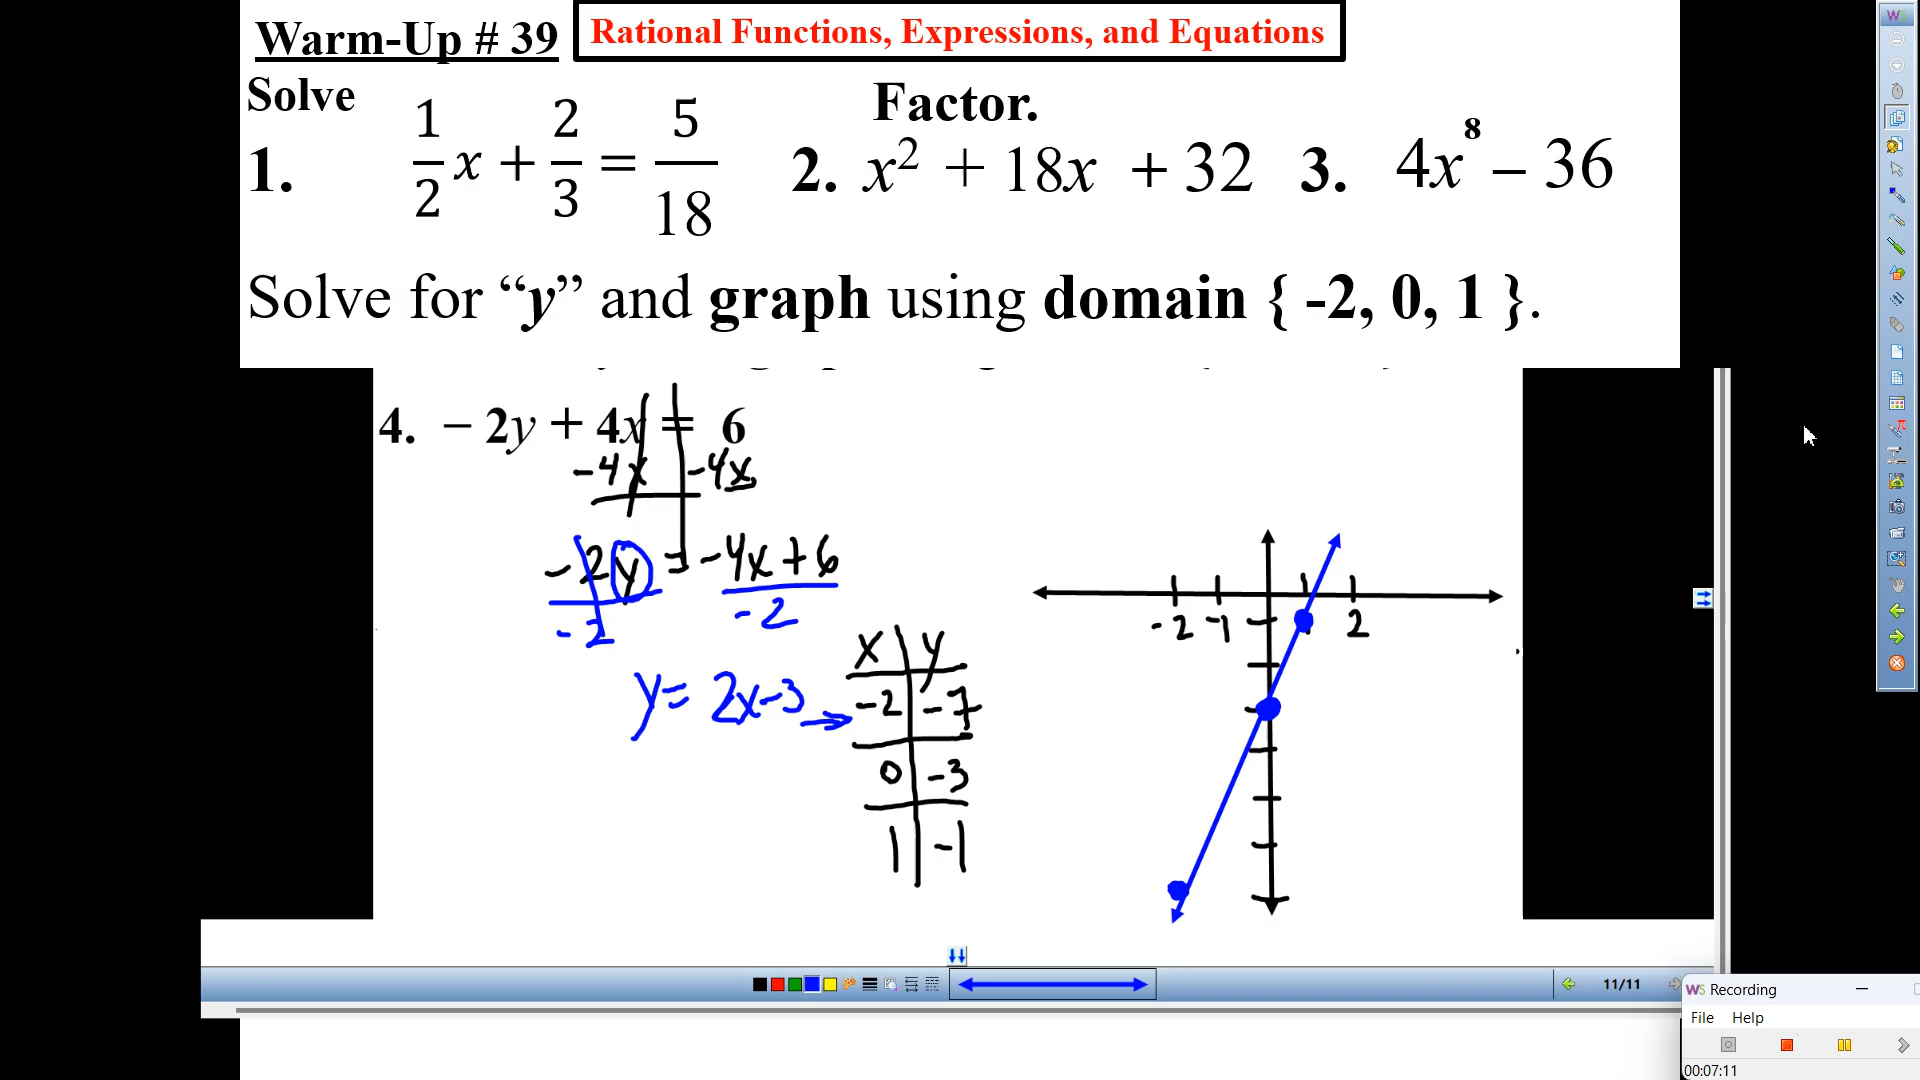 Warm-Up # 39
Rational Functions, Expressions, and Equations
Solve
Factor.
1. 1/2 x + 2/3 = 5/18
2. x² + 18x + 32
3. 4x⁸ – 36
Solve for “y” and graph using domain { -2, 0, 1 }.
4. – 2y + 4x = 6
-4x -4x
-2y = -4x + 6
-2 -2
y = 2x-3
x y
-2 -7
0 -3
1 -1
-2 -1 1 2
11/11
WS Recording
File Help
00:07:11